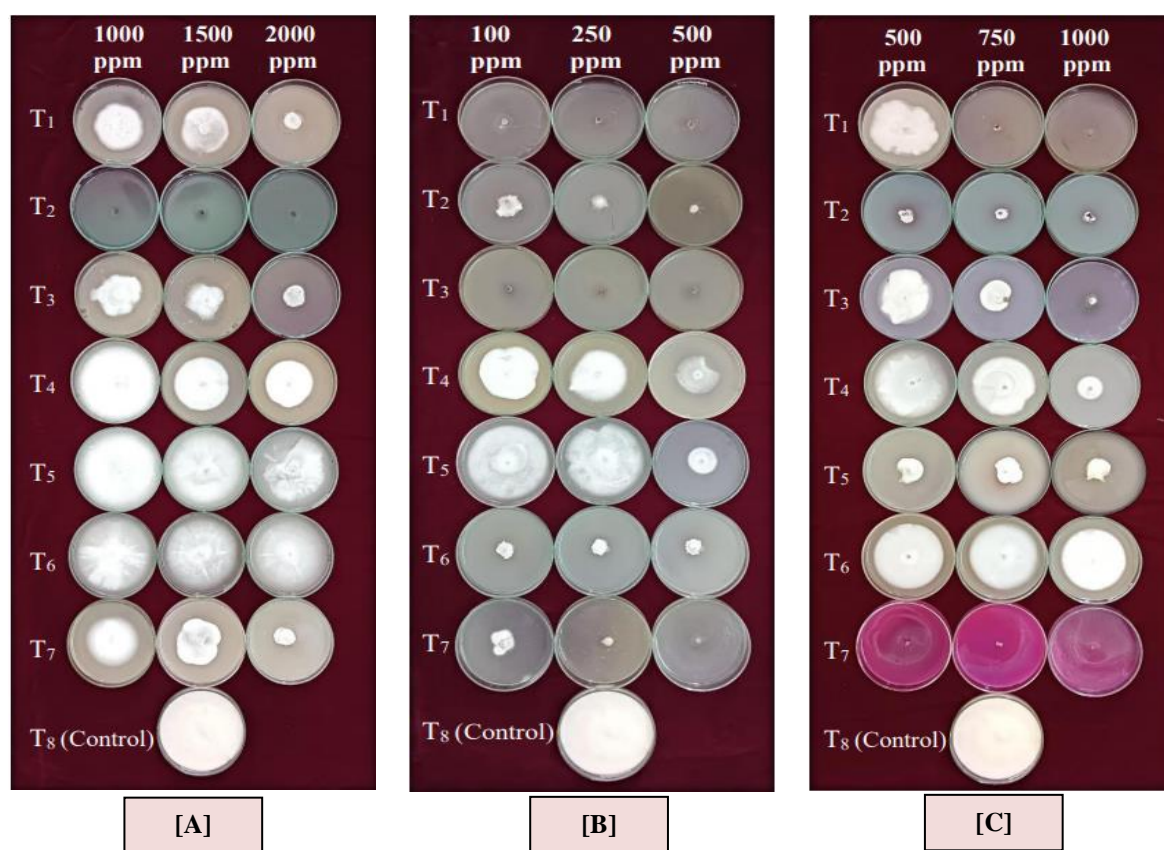 1000 ppm 1500 ppm 2000 ppm
T₁
T₂
T₃
T₄
T₅
T₆
T₇
T₈ (Control)
[A]
100 ppm 250 ppm 500 ppm
T₁
T₂
T₃
T₄
T₅
T₆
T₇
T₈ (Control)
[B]
500 ppm 750 ppm 1000 ppm
T₁
T₂
T₃
T₄
T₅
T₆
T₇
T₈ (Control)
[C]